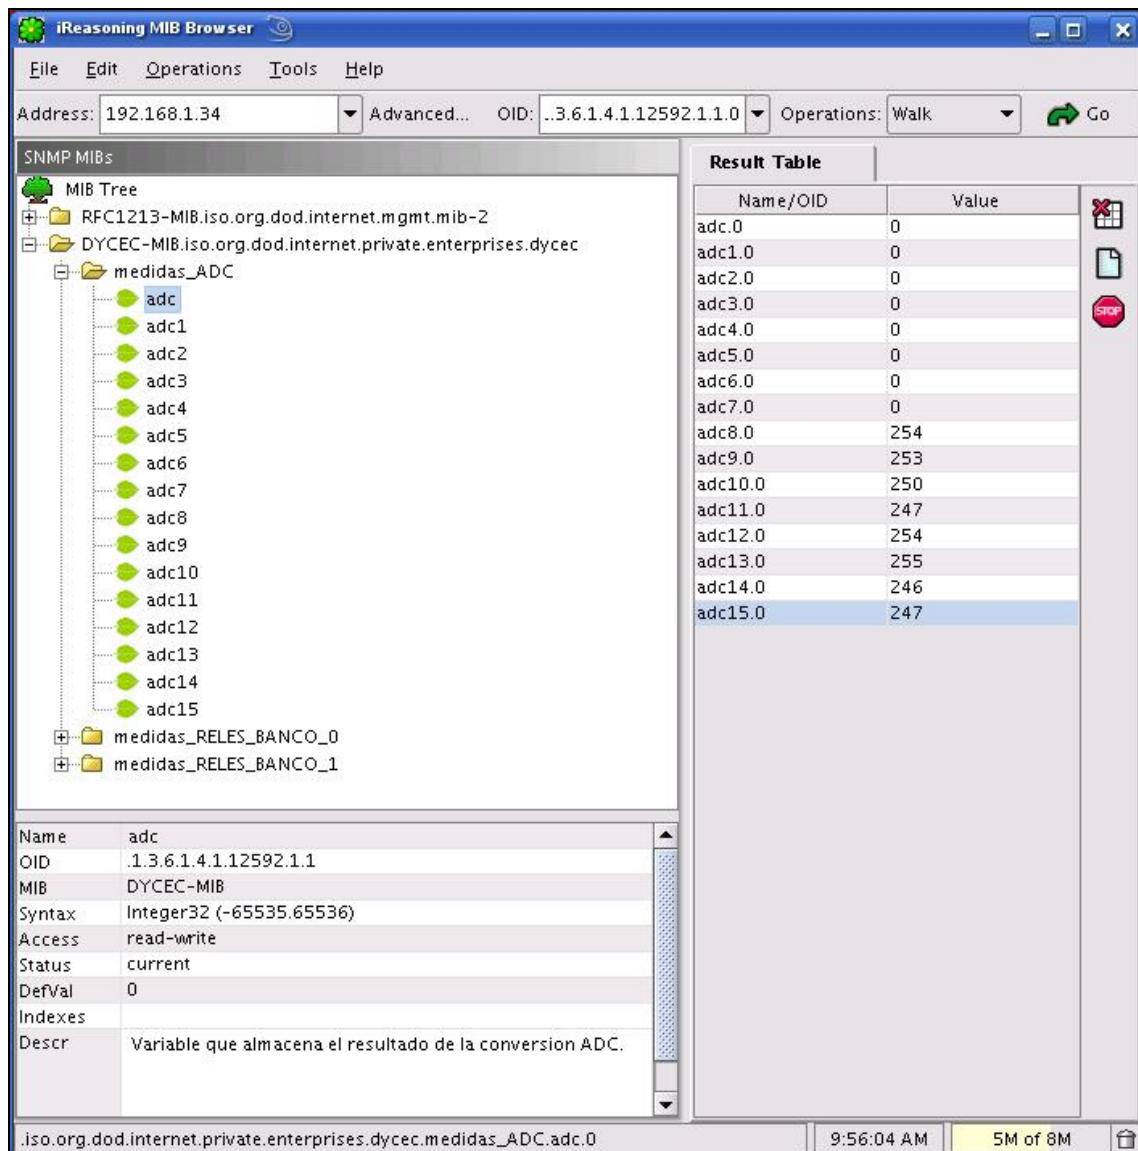 iReasoning MIB Browser
File Edit Operations Tools Help
Address: 192.168.1.34 Advanced... OID: ..3.6.1.4.1.12592.1.1.0 Operations: Walk Go
SNMP MIBs
MIB Tree
RFC1213-MIB.iso.org.dod.internet.mgmt.mib-2
DYCEC-MIB.iso.org.dod.internet.private.enterprises.dycec
medidas_ADC
adc
adc1
adc2
adc3
adc4
adc5
adc6
adc7
adc8
adc9
adc10
adc11
adc12
adc13
adc14
adc15
medidas_RELES_BANCO_0
medidas_RELES_BANCO_1
Name adc
OID .1.3.6.1.4.1.12592.1.1
MIB DYCEC-MIB
Syntax Integer32 (-65535.65536)
Access read-write
Status current
DefVal 0
Indexes
Descr Variable que almacena el resultado de la conversion ADC.
Result Table
Name/OID Value
adc.0 0
adc1.0 0
adc2.0 0
adc3.0 0
adc4.0 0
adc5.0 0
adc6.0 0
adc7.0 0
adc8.0 254
adc9.0 253
adc10.0 250
adc11.0 247
adc12.0 254
adc13.0 255
adc14.0 246
adc15.0 247
STOP
.iso.org.dod.internet.private.enterprises.dycec.medidas_ADC.adc.0 9:56:04 AM 5M of 8M